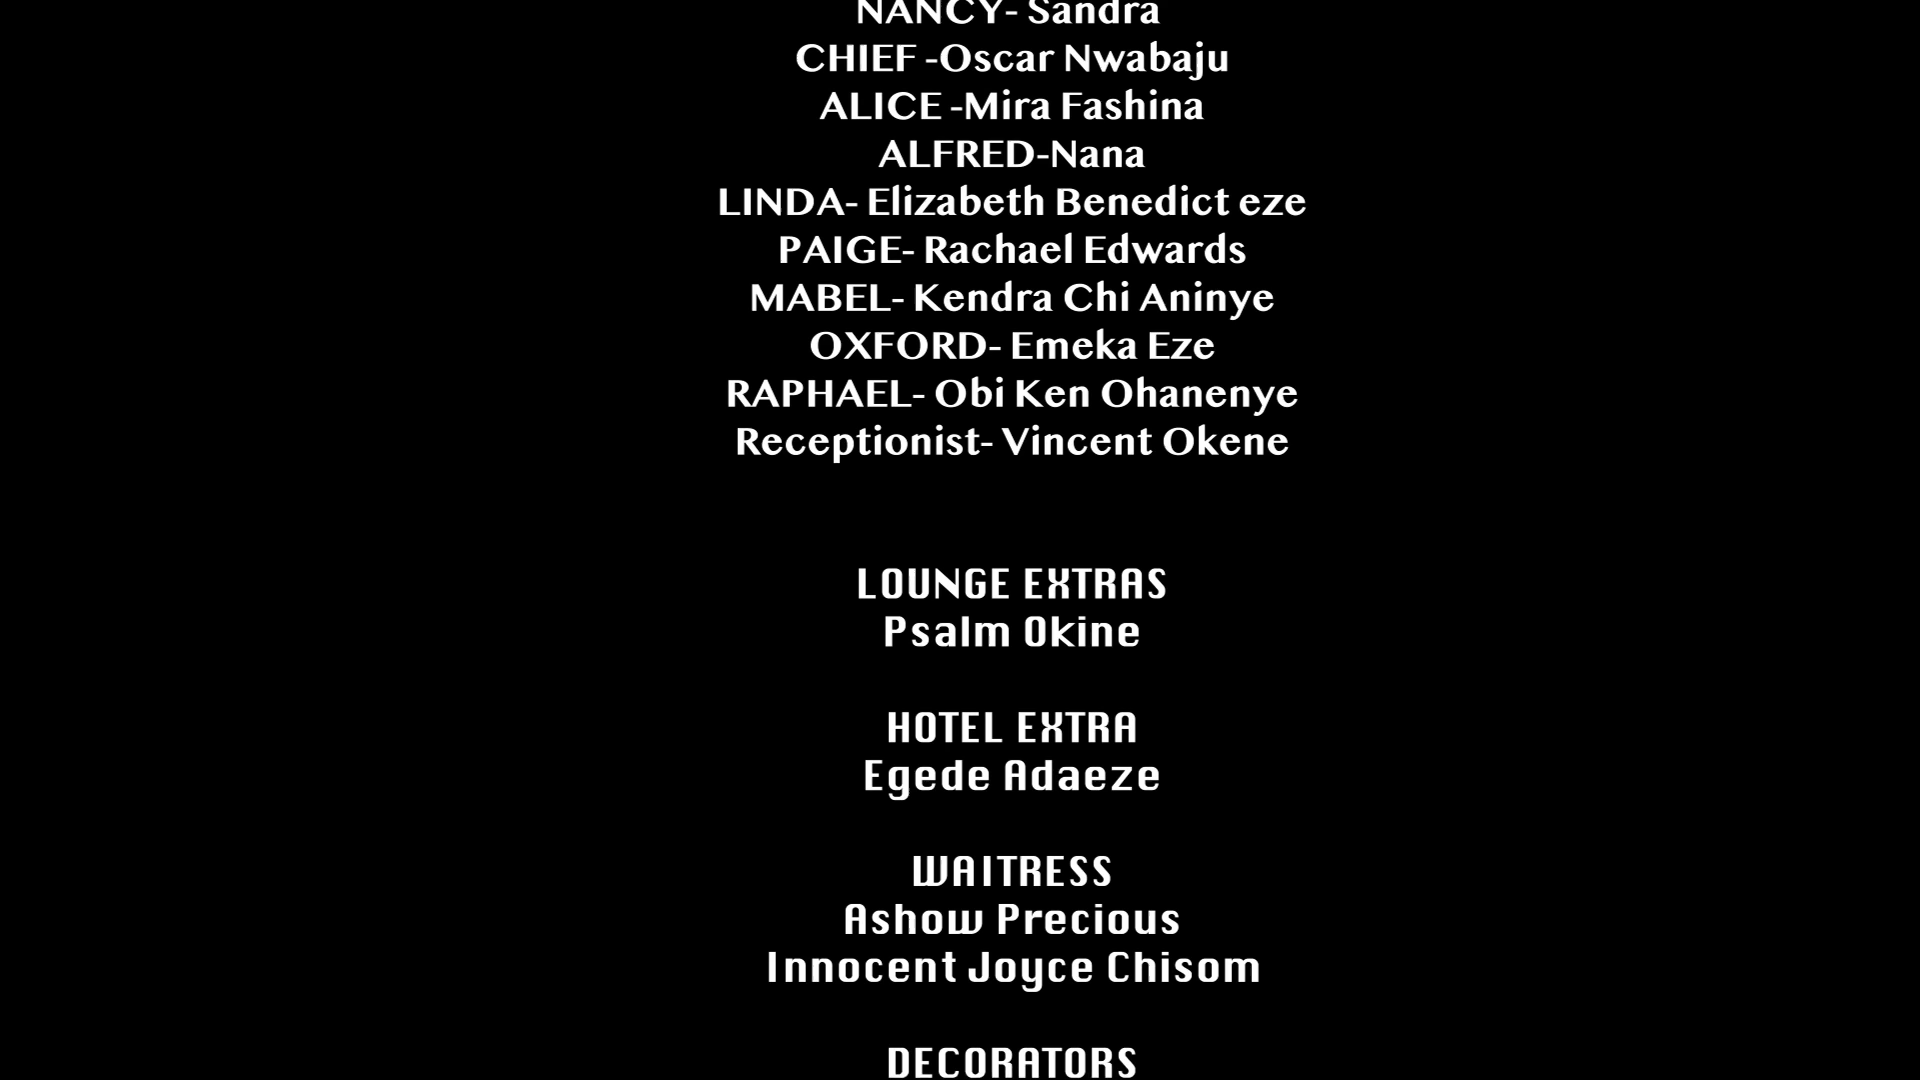 NANCY- Sandra
CHIEF -Oscar Nwabaju
ALICE -Mira Fashina
ALFRED-Nana
LINDA- Elizabeth Benedict eze
PAIGE- Rachael Edwards
MABEL- Kendra Chi Aninye
OXFORD- Emeka Eze
RAPHAEL- Obi Ken Ohanenye
Receptionist- Vincent Okene
LOUNGE EXTRAS
Psalm Okine
HOTEL EXTRA
Egede Adaeze
WAITRESS
Ashow Precious
Innocent Joyce Chisom
DECORATORS